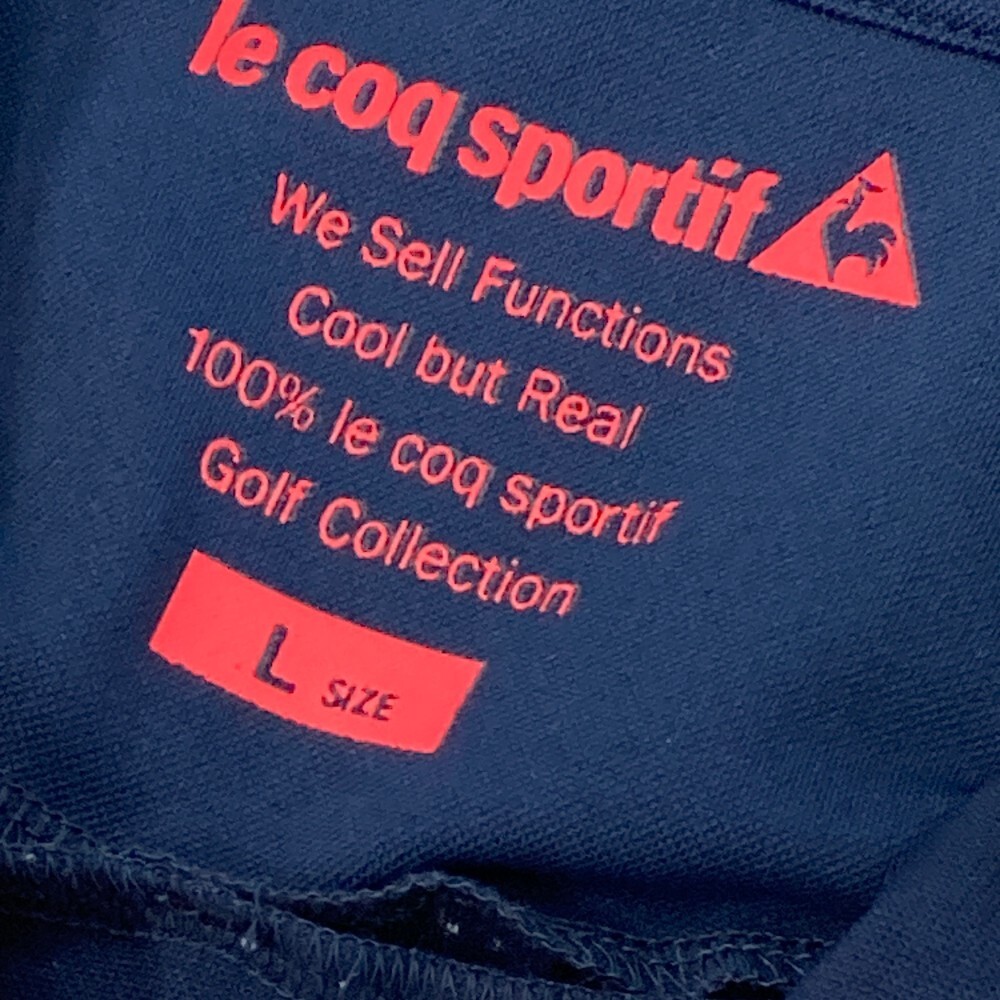 le coq sportif
We Sell Functions
Cool but Real
100% le coq sportif
Golf Collection
L SIZE